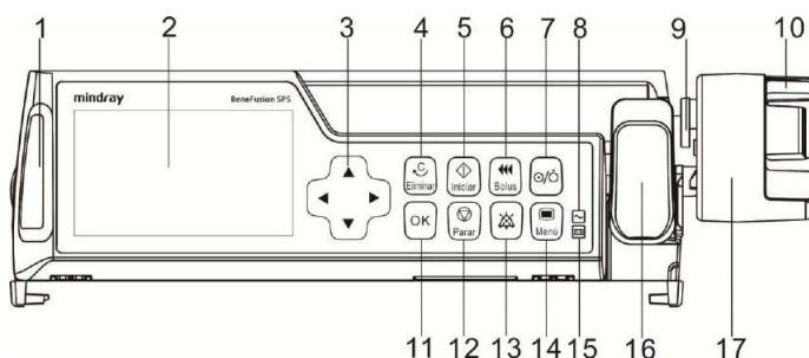 1 2 3 4 5 6 7 8 9 10
mindray BeneFusion SP5
C
Eliminar Iniciar Bolus
OK Parar Menú
11 12 13 14 15 16 17